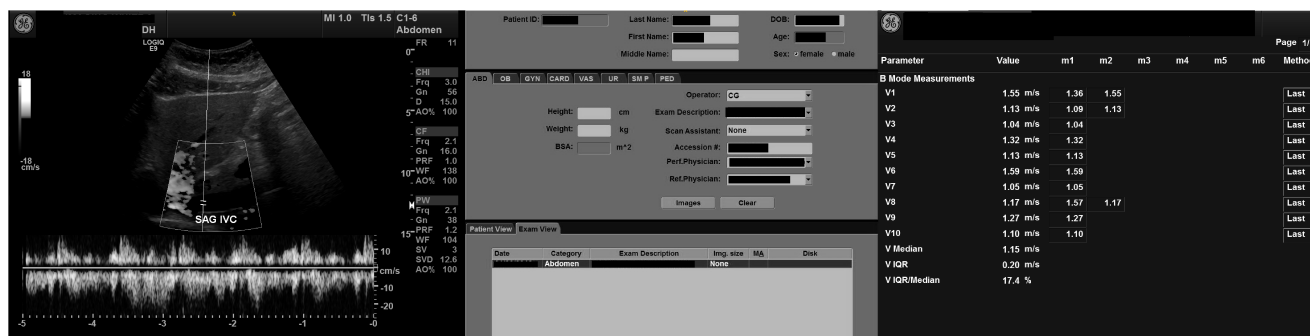 DH
MI 1.0 TIs 1.5 C1-6
Abdomen
LOGIQ
E9
FR 11
0
CHI
Frq 3.0
Gn 56
D 15.0
5 AO% 100
CF
Frq 2.1
Gn 16.0
PRF 1.0
10 WF 138
AO% 100
PW
Frq 2.1
Gn 38
15 PRF 1.2
WF 104
SV 3
SVD 12.6
AO% 100
18
-18
cm/s
SAG IVC
10
cm/s
-10
-20
-5 -4 -3 -2 -1 -0
Patient ID: Last Name: DOB:
First Name: Age:
Middle Name: Sex: female male
ABD OB GYN CARD VAS UR SM P PED
Operator: CG
Height: cm Exam Description:
Weight: kg Scan Assistant: None
BSA: m^2 Accession #:
Perf.Physician:
Ref.Physician:
Images Clear
Patient View Exam View
Date Category Exam Description Img. size MA Disk
Abdomen None
Page 1/
Parameter Value m1 m2 m3 m4 m5 m6 Method
B Mode Measurements
V1 1.55 m/s 1.36 1.55 Last
V2 1.13 m/s 1.09 1.13 Last
V3 1.04 m/s 1.04 Last
V4 1.32 m/s 1.32 Last
V5 1.13 m/s 1.13 Last
V6 1.59 m/s 1.59 Last
V7 1.05 m/s 1.05 Last
V8 1.17 m/s 1.57 1.17 Last
V9 1.27 m/s 1.27 Last
V10 1.10 m/s 1.10 Last
V Median 1.15 m/s
V IQR 0.20 m/s
V IQR/Median 17.4 %